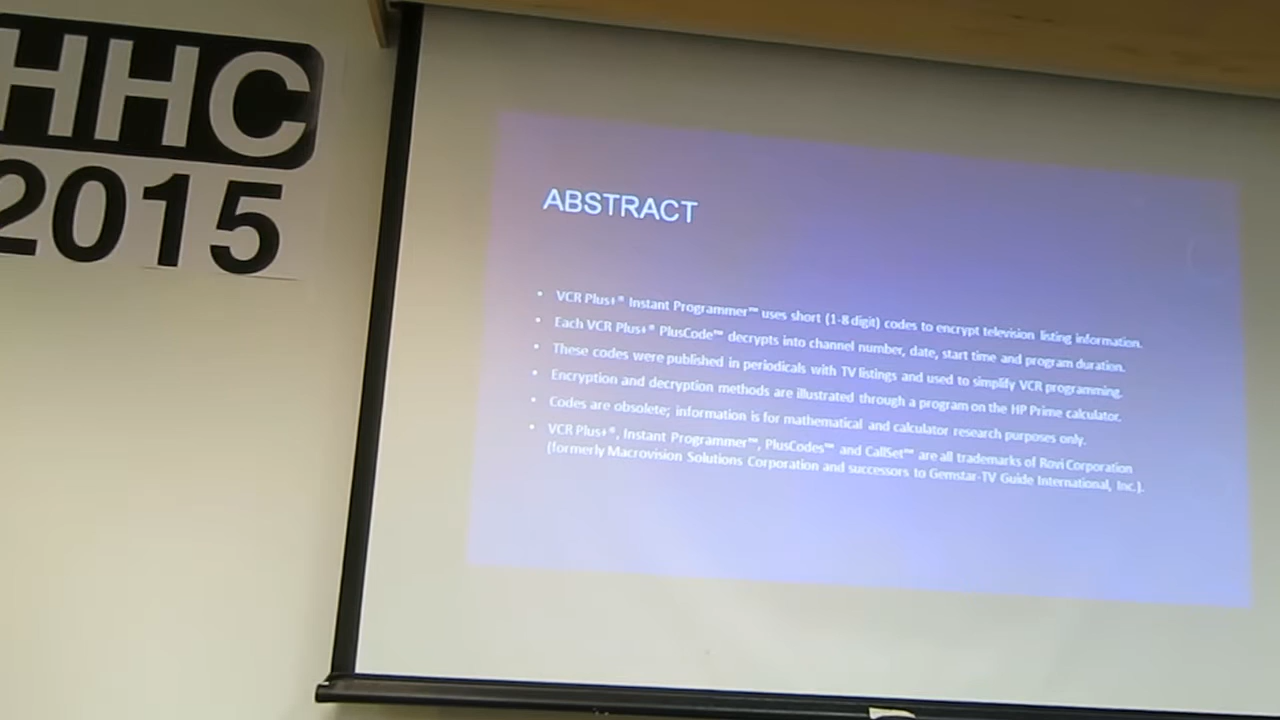 HHC
2015
ABSTRACT
• VCR Plus+® Instant Programmer™ uses short (1-8 digit) codes to encrypt television listing information.
• Each VCR Plus+® PlusCode™ decrypts into channel number, date, start time and program duration.
• These codes were published in periodicals with TV listings and used to simplify VCR programming.
• Encryption and decryption methods are illustrated through a program on the HP Prime calculator.
• Codes are obsolete; information is for mathematical and calculator research purposes only.
• VCR Plus+®, Instant Programmer™, PlusCodes™ and CallSet™ are all trademarks of Rovi Corporation
(formerly Macrovision Solutions Corporation and successors to Gemstar-TV Guide International, Inc.).